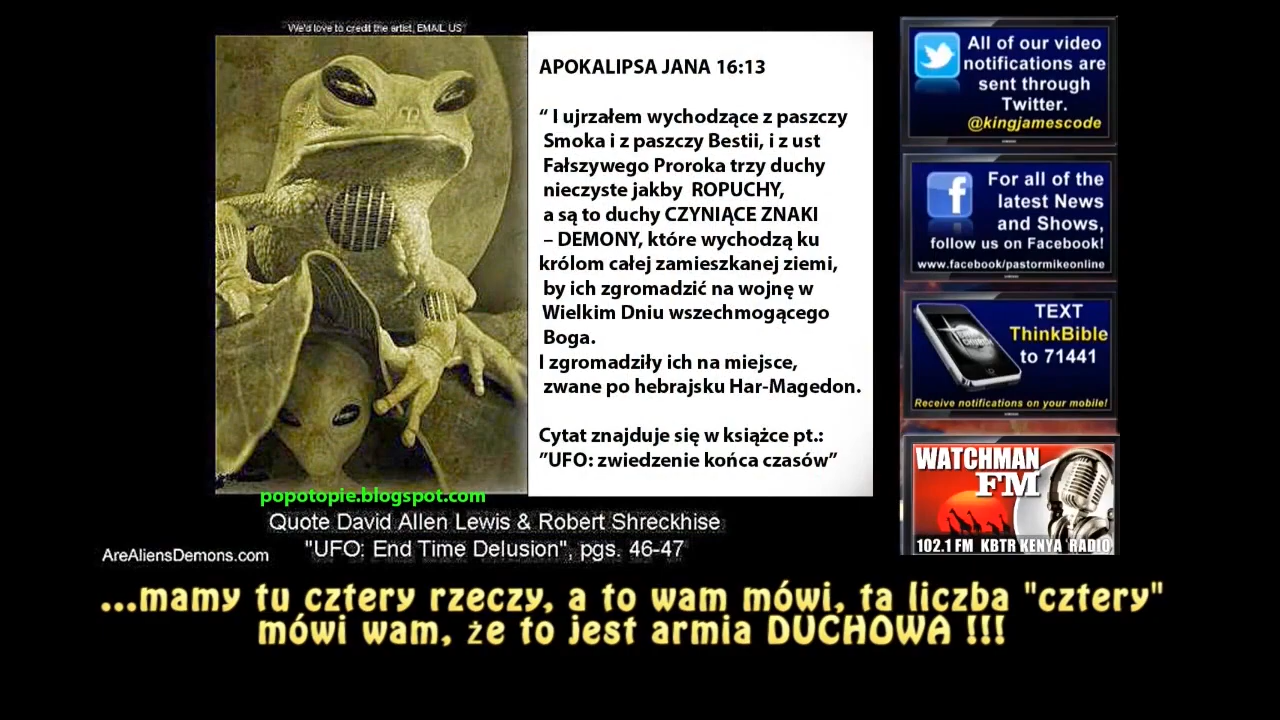 We'd love to credit the artist, EMAIL US
APOKALIPSA JANA 16:13
“ I ujrzałem wychodzące z paszczy
Smoka i z paszczy Bestii, i z ust
Fałszywego Proroka trzy duchy
nieczyste jakby ROPUCHY,
a są to duchy CZYNIĄCE ZNAKI
– DEMONY, które wychodzą ku
królom całej zamieszkanej ziemi,
by ich zgromadzić na wojnę w
Wielkim Dniu wszechmogącego
Boga.
I zgromadziły ich na miejsce,
zwane po hebrajsku Har-Magedon.
Cytat znajduje się w książce pt.:
”UFO: zwiedzenie końca czasów”
popotopie.blogspot.com
Quote David Allen Lewis & Robert Shreckhise
"UFO: End Time Delusion", pgs. 46-47
AreAliensDemons.com
All of our video
notifications are
sent through
Twitter.
@kingjamescode
For all of the
latest News
and Shows,
follow us on Facebook!
www.facebook/pastormikeonline
TEXT
ThinkBible
to 71441
Receive notifications on your mobile!
WATCHMAN
FM
102.1 FM KBTR KENYA RADIO
...mamy tu cztery rzeczy, a to wam mówi, ta liczba "cztery"
mówi wam, że to jest armia DUCHOWA !!!